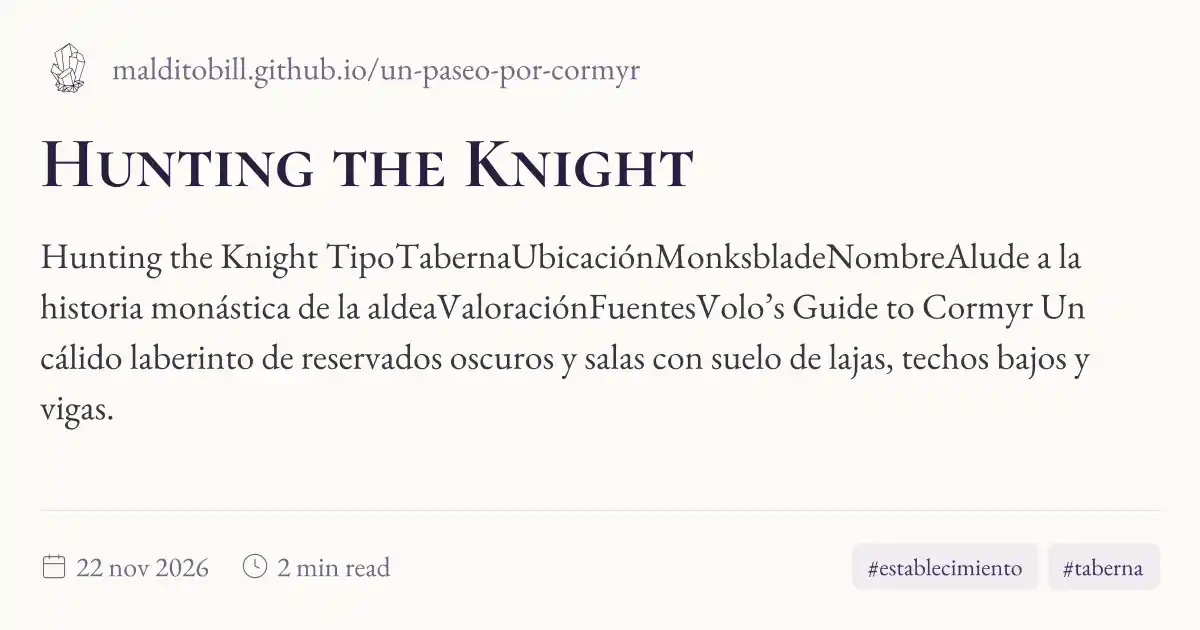 malditobill.github.io/un-paseo-por-cormyr
Hunting the Knight
Hunting the Knight TipoTabernaUbicaciónMonksbladeNombreAlude a la
historia monástica de la aldeaValoraciónFuentesVolo’s Guide to Cormyr Un
cálido laberinto de reservados oscuros y salas con suelo de lajas, techos bajos y
vigas.
22 nov 2026 2 min read #establecimiento #taberna